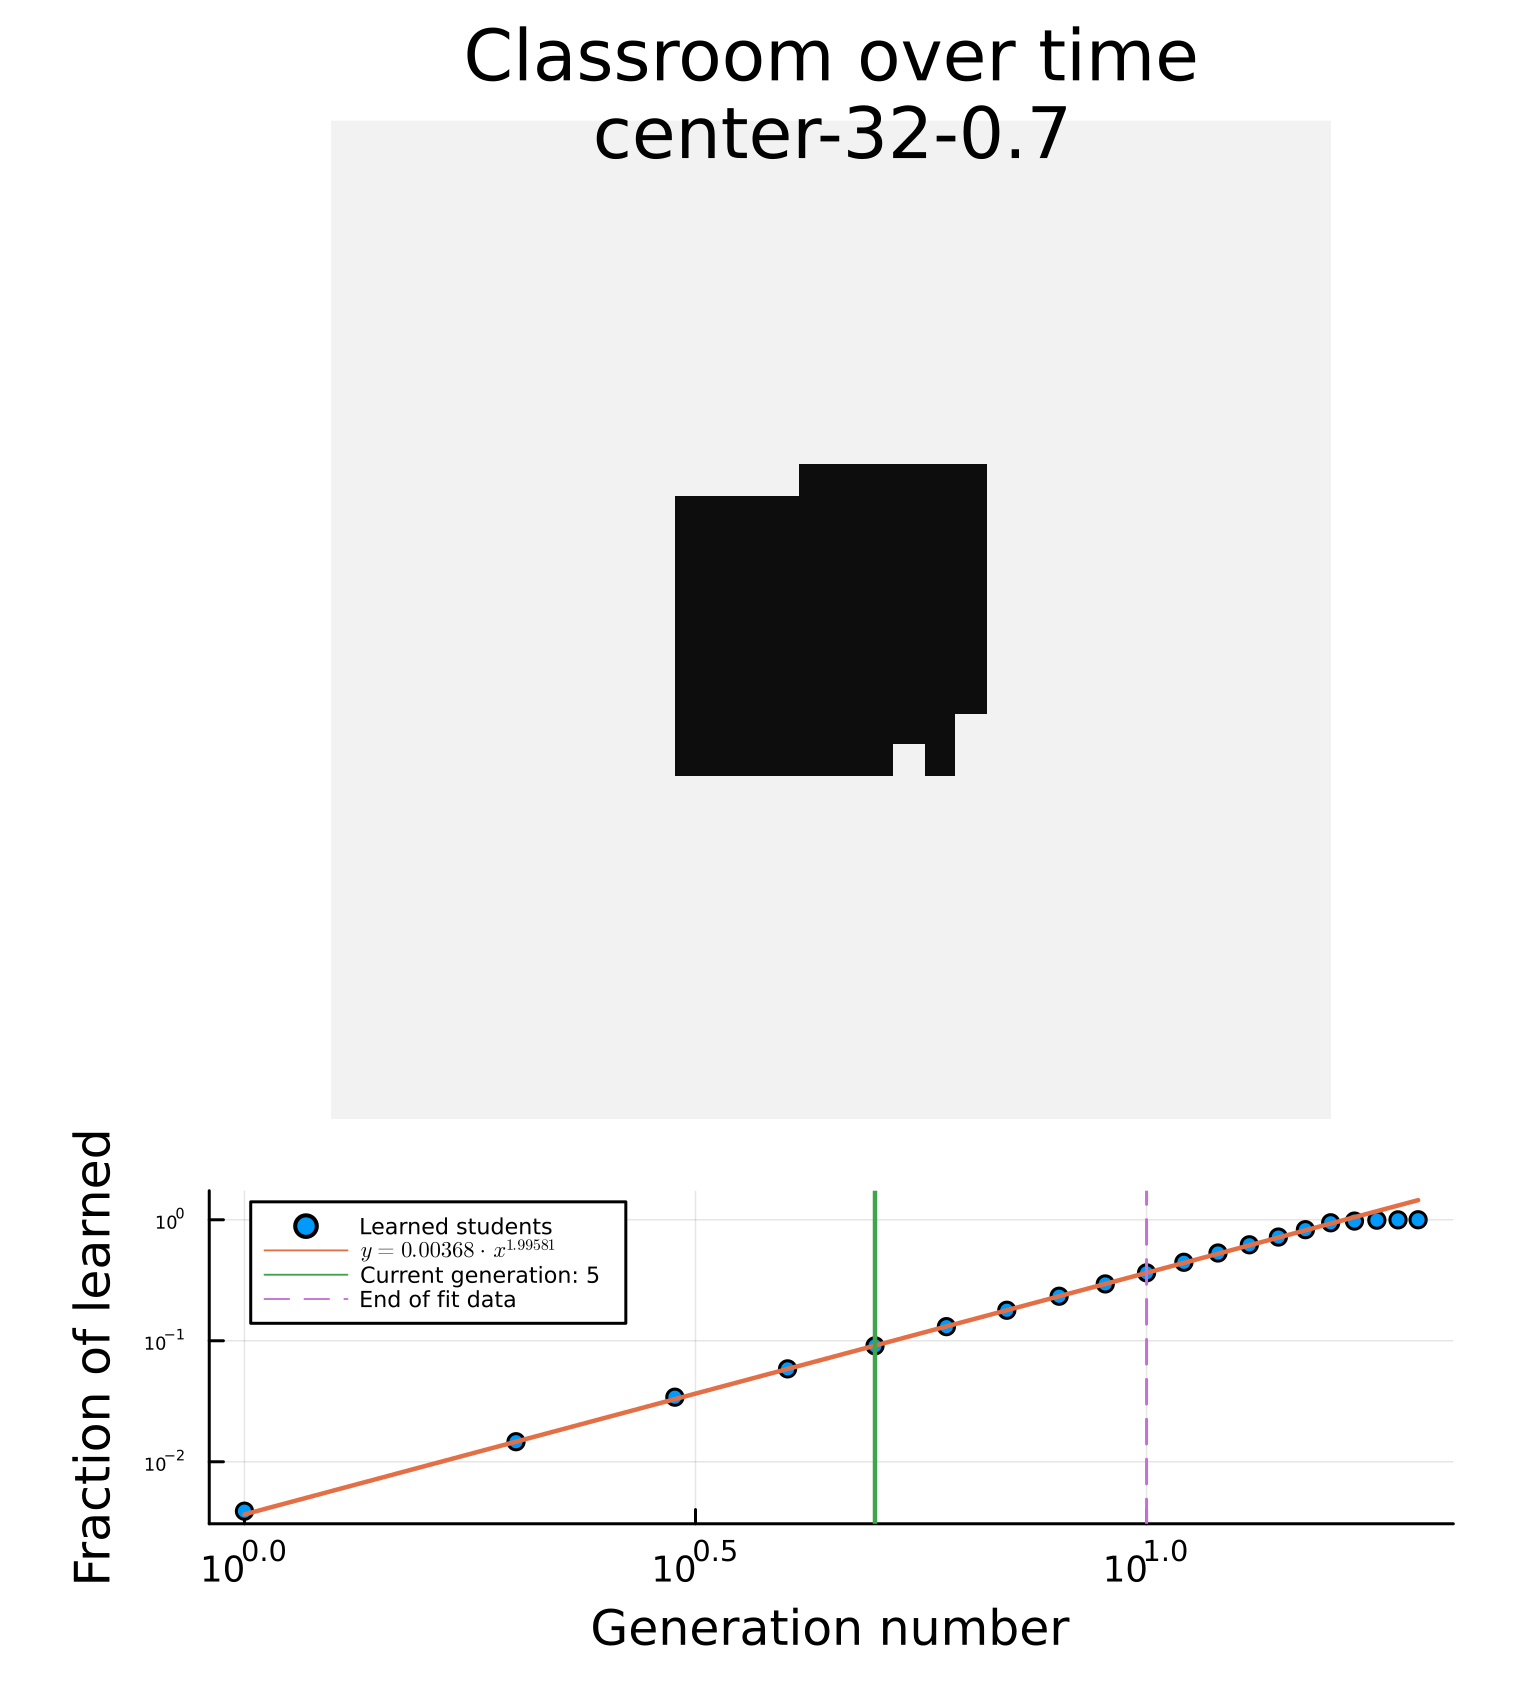 Classroom over time
center-32-0.7
Fraction of learned
10⁰
10⁻¹
10⁻²
Learned students
y = 0.00368 · x^1.99581
Current generation: 5
End of fit data
10^0.0 10^0.5 10^1.0
Generation number